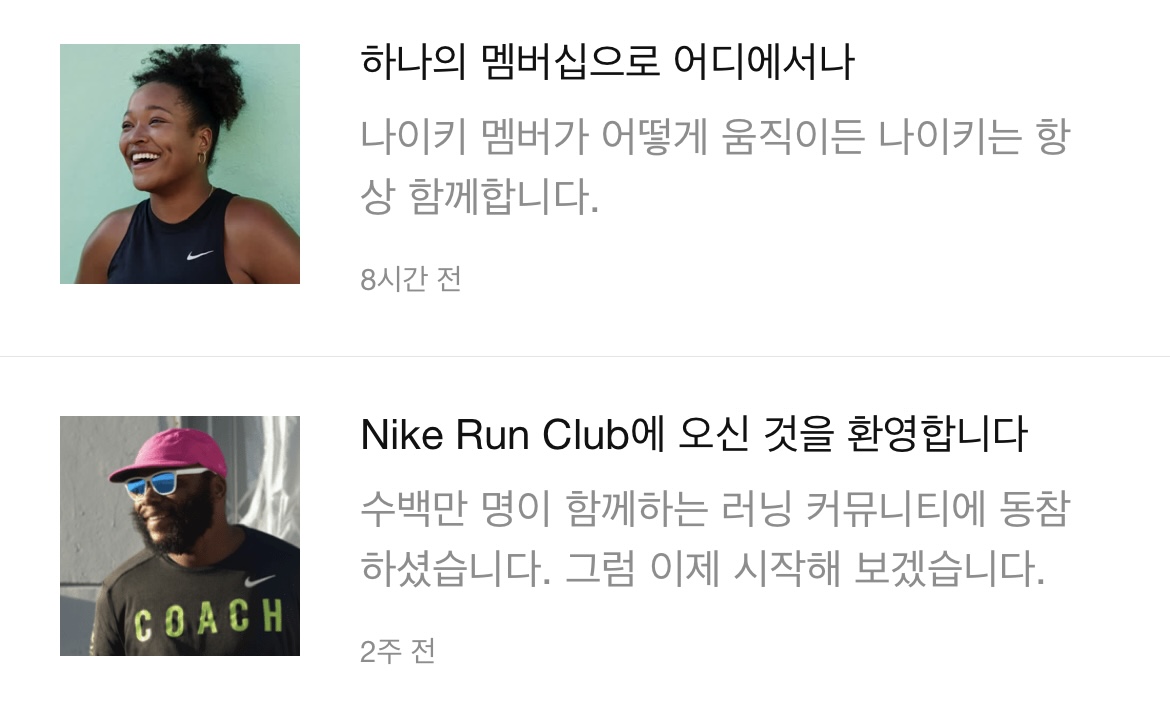 하나의 멤버십으로 어디에서나
나이키 멤버가 어떻게 움직이든 나이키는 항
상 함께합니다.
8시간 전
Nike Run Club에 오신 것을 환영합니다
수백만 명이 함께하는 러닝 커뮤니티에 동참
하셨습니다. 그럼 이제 시작해 보겠습니다.
COACH
2주 전